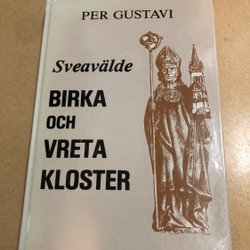 PER GUSTAVI
Sveavälde
BIRKA
OCH
VRETA
KLOSTER